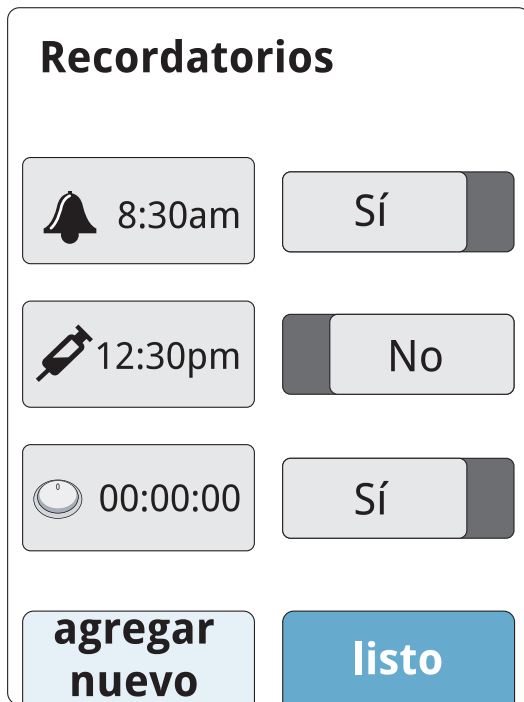 Recordatorios
8:30am
Sí
12:30pm
No
00:00:00
Sí
agregar
nuevo
listo